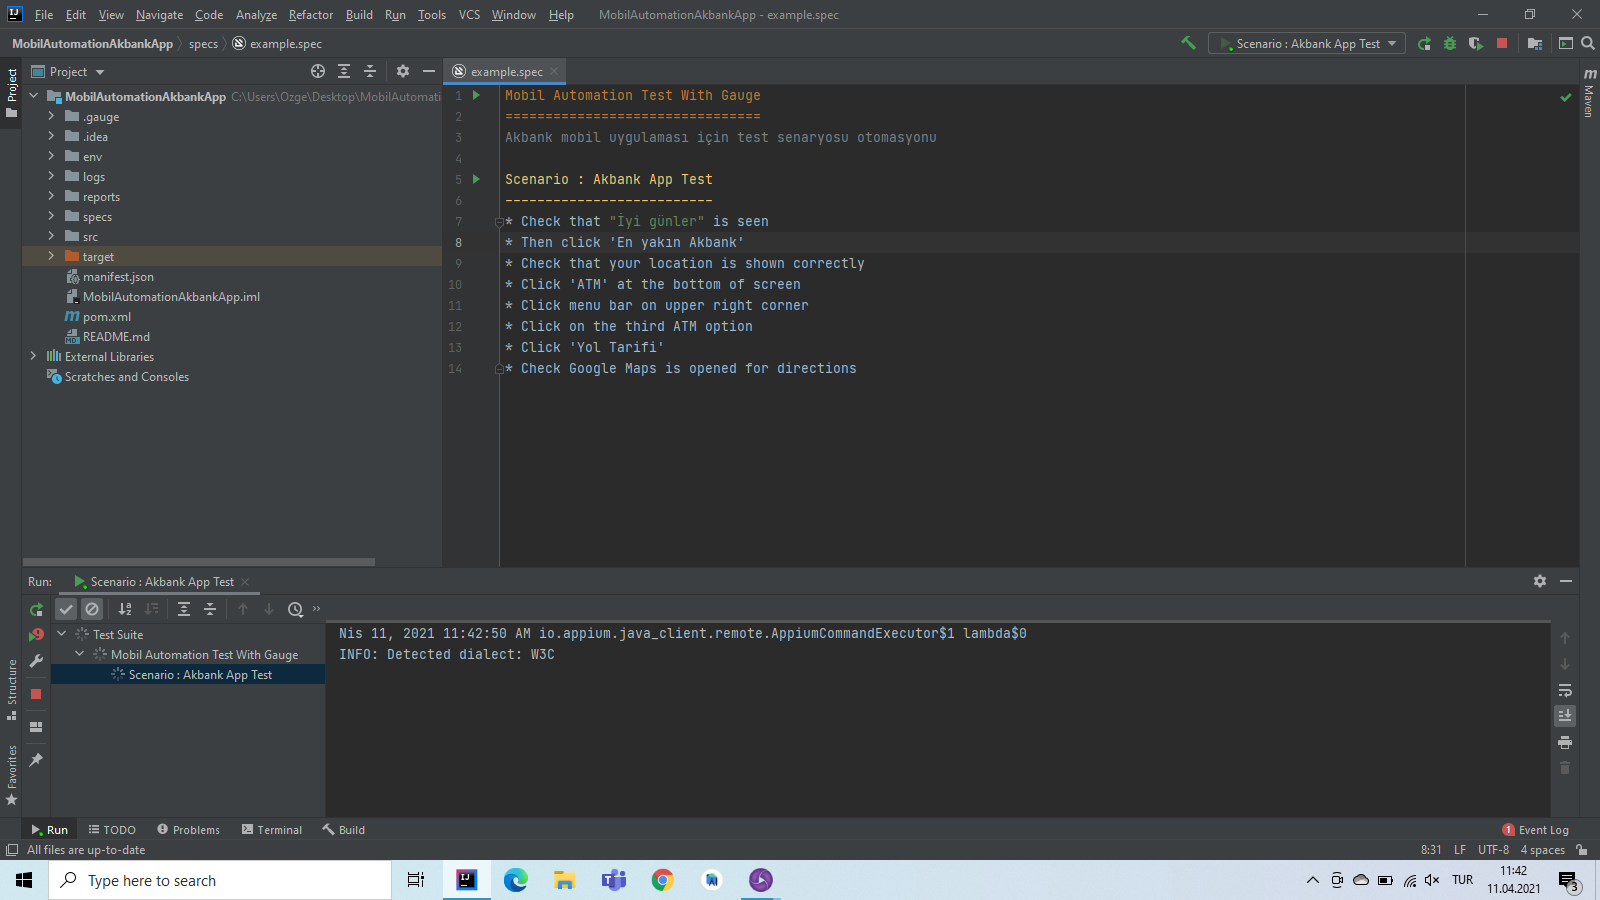 File Edit View Navigate Code Analyze Refactor Build Run Tools VCS Window Help MobilAutomationAkbankApp - example.spec
MobilAutomationAkbankApp specs example.spec Scenario : Akbank App Test
Project
Project
example.spec
Maven
MobilAutomationAkbankApp C:\Users\Ozge\Desktop\MobilAutomati
.gauge
.idea
env
logs
reports
specs
src
target
manifest.json
MobilAutomationAkbankApp.iml
pom.xml
README.md
External Libraries
Scratches and Consoles
1 Mobil Automation Test With Gauge
2 ================================
3 Akbank mobil uygulaması için test senaryosu otomasyonu
4
5 Scenario : Akbank App Test
6 --------------------------
7 * Check that "İyi günler" is seen
8 * Then click 'En yakın Akbank'
9 * Check that your location is shown correctly
10 * Click 'ATM' at the bottom of screen
11 * Click menu bar on upper right corner
12 * Click on the third ATM option
13 * Click 'Yol Tarifi'
14 * Check Google Maps is opened for directions
Run: Scenario : Akbank App Test
Test Suite
Mobil Automation Test With Gauge
Scenario : Akbank App Test
Nis 11, 2021 11:42:50 AM io.appium.java_client.remote.AppiumCommandExecutor$1 lambda$0
INFO: Detected dialect: W3C
Structure
Favorites
Run TODO Problems Terminal Build 1 Event Log
All files are up-to-date 8:31 LF UTF-8 4 spaces
Type here to search
TUR
11:42
11.04.2021
3